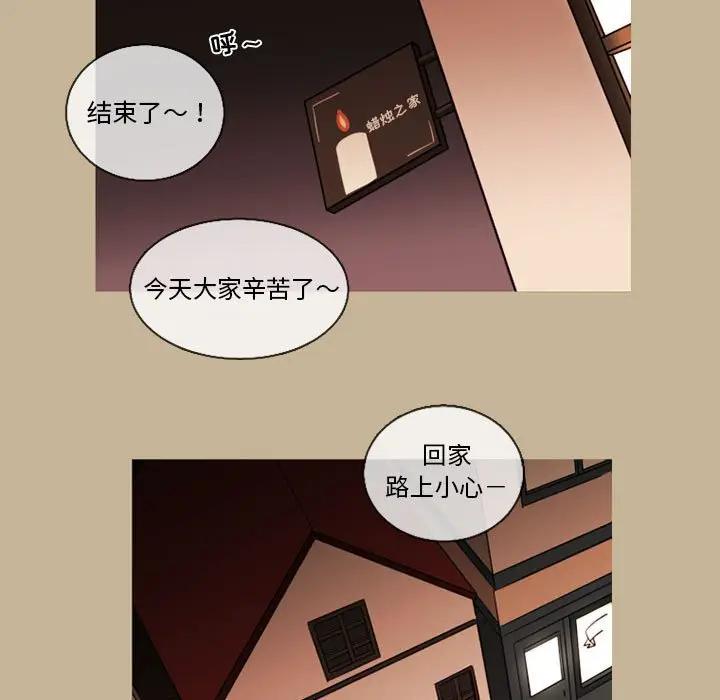 呼～
结束了～！
蜡烛之家
今天大家辛苦了～
回家
路上小心－